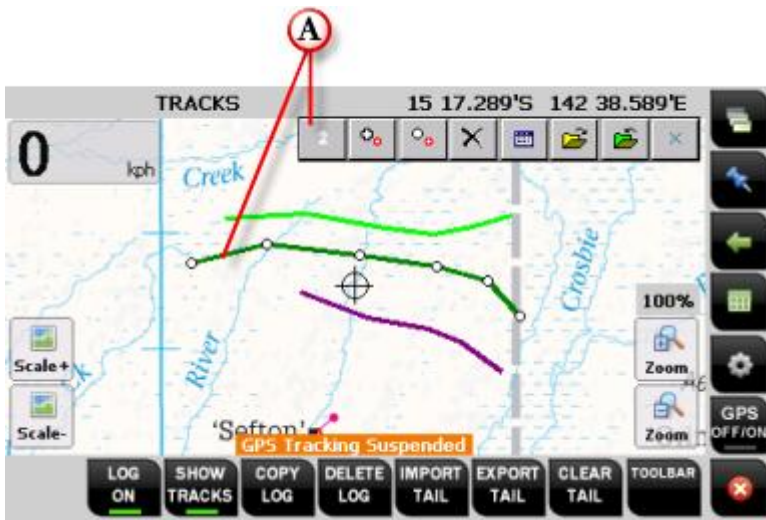 A
TRACKS 15 17.289'S 142 38.589'E
0 kph
2
Creek
Crosbie
River
100%
Scale+
Zoom
Scale-
Zoom
GPS OFF/ON
'Sefton'
GPS Tracking Suspended
LOG ON
SHOW TRACKS
COPY LOG
DELETE LOG
IMPORT TAIL
EXPORT TAIL
CLEAR TAIL
TOOLBAR